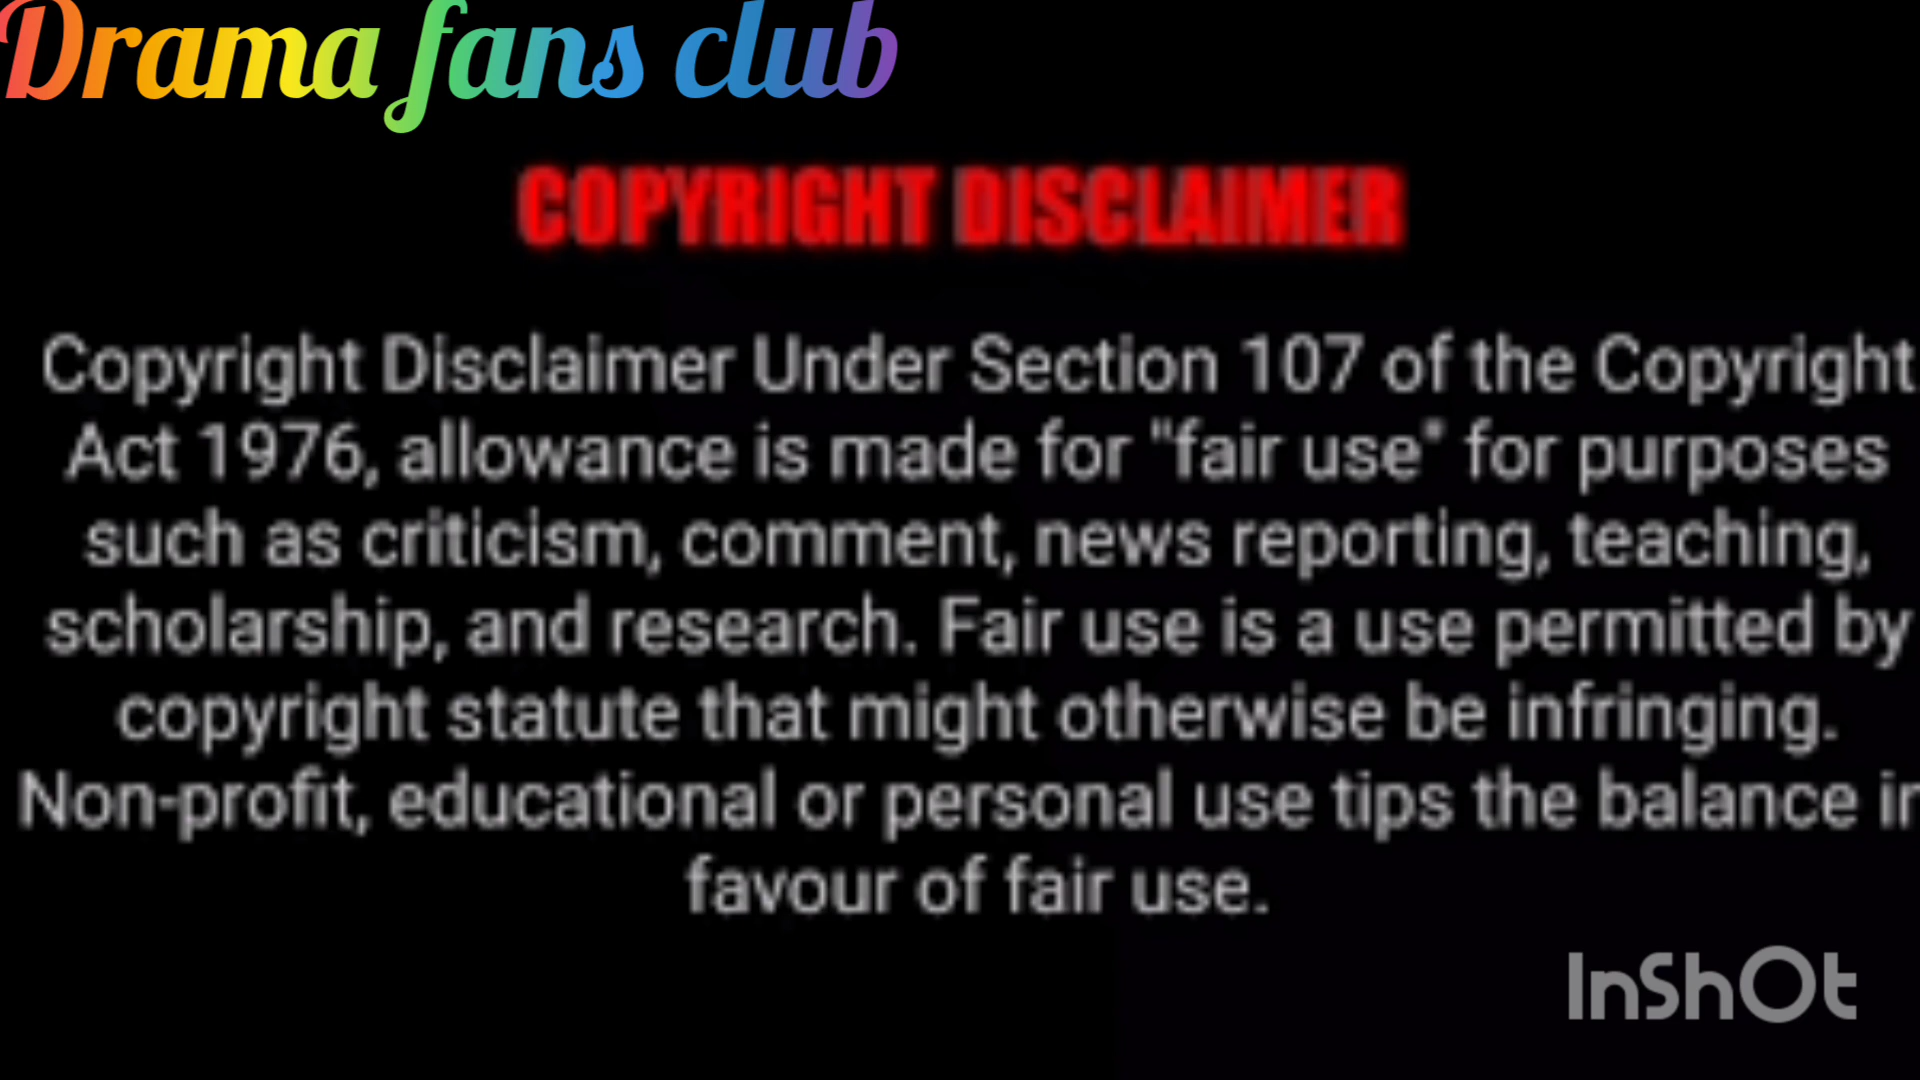 Drama fans club
COPYRIGHT DISCLAIMER
Copyright Disclaimer Under Section 107 of the Copyright
Act 1976, allowance is made for "fair use" for purposes
such as criticism, comment, news reporting, teaching,
scholarship, and research. Fair use is a use permitted by
copyright statute that might otherwise be infringing.
Non-profit, educational or personal use tips the balance in
favour of fair use.
InShOt